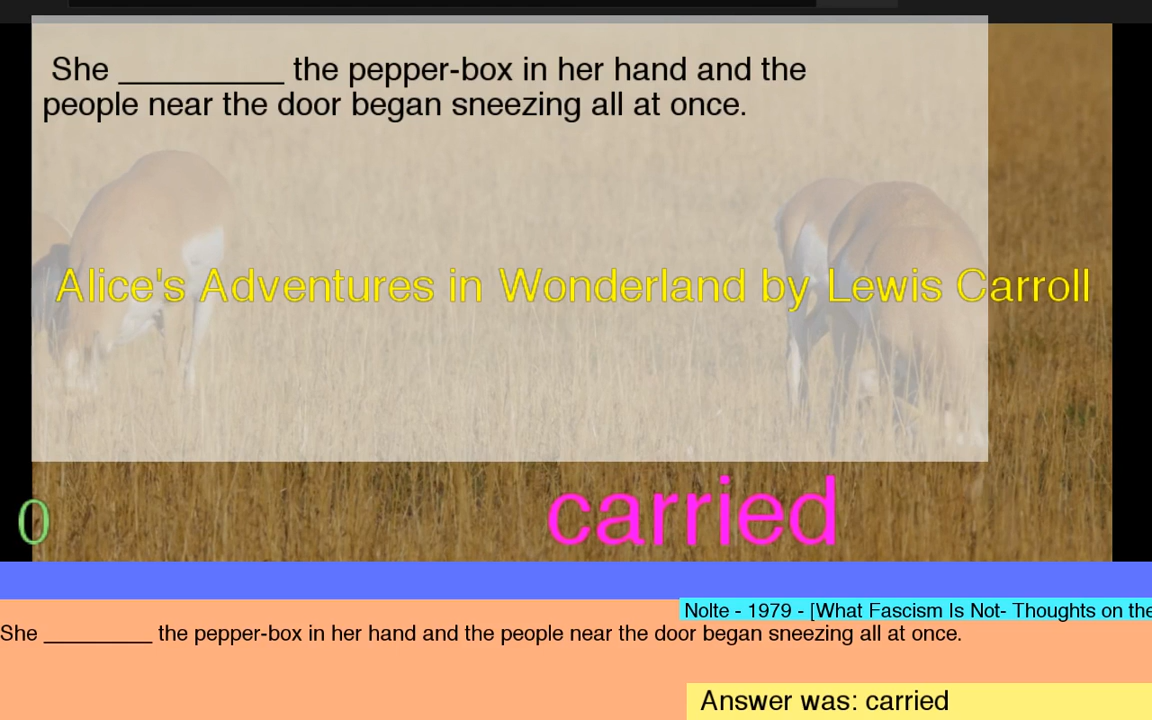 She _________ the pepper-box in her hand and the
people near the door began sneezing all at once.
Alice's Adventures in Wonderland by Lewis Carroll
0
carried
Nolte - 1979 - [What Fascism Is Not- Thoughts on the
She _________ the pepper-box in her hand and the people near the door began sneezing all at once.
Answer was: carried